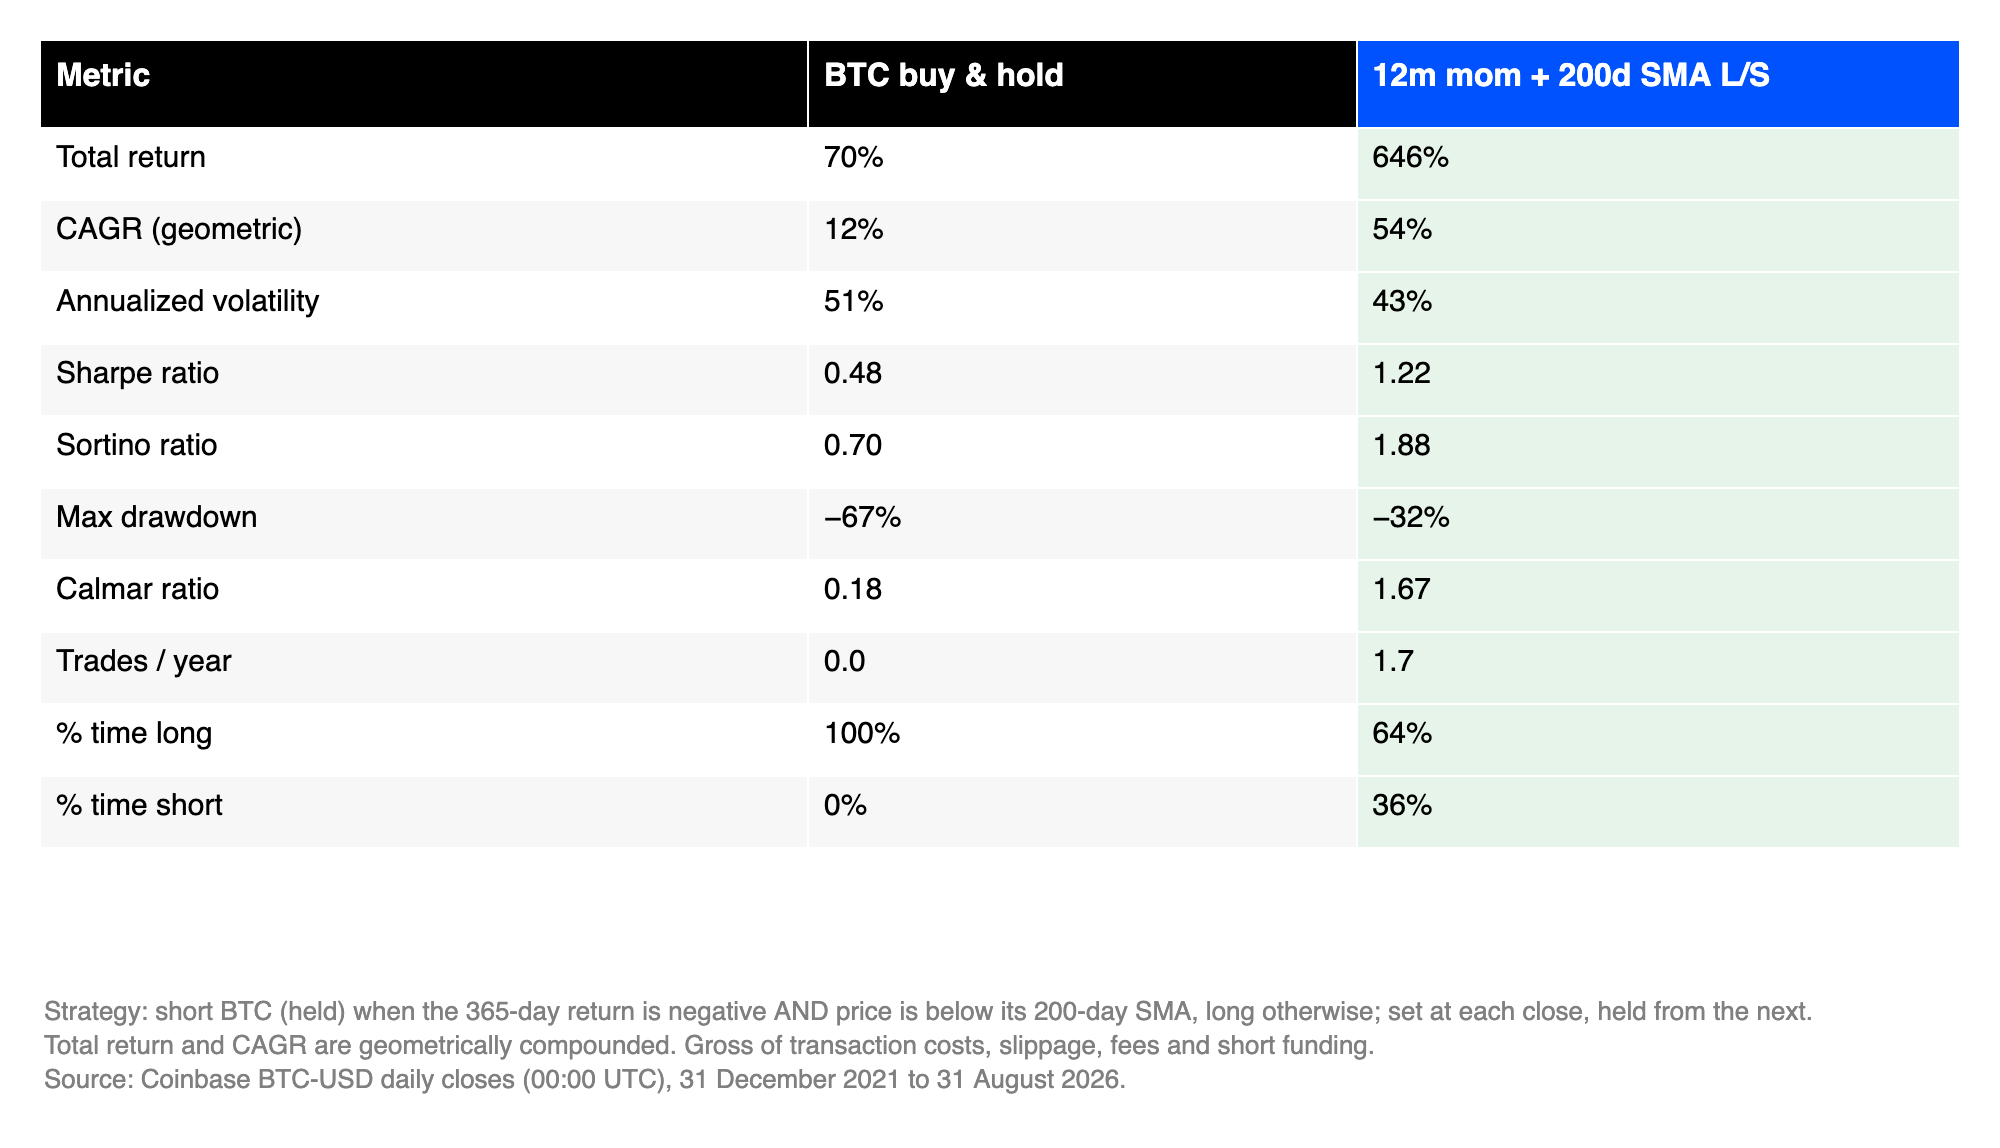 Metric BTC buy & hold 12m mom + 200d SMA L/S
Total return 70% 646%
CAGR (geometric) 12% 54%
Annualized volatility 51% 43%
Sharpe ratio 0.48 1.22
Sortino ratio 0.70 1.88
Max drawdown −67% −32%
Calmar ratio 0.18 1.67
Trades / year 0.0 1.7
% time long 100% 64%
% time short 0% 36%
Strategy: short BTC (held) when the 365-day return is negative AND price is below its 200-day SMA, long otherwise; set at each close, held from the next.
Total return and CAGR are geometrically compounded. Gross of transaction costs, slippage, fees and short funding.
Source: Coinbase BTC-USD daily closes (00:00 UTC), 31 December 2021 to 31 August 2026.